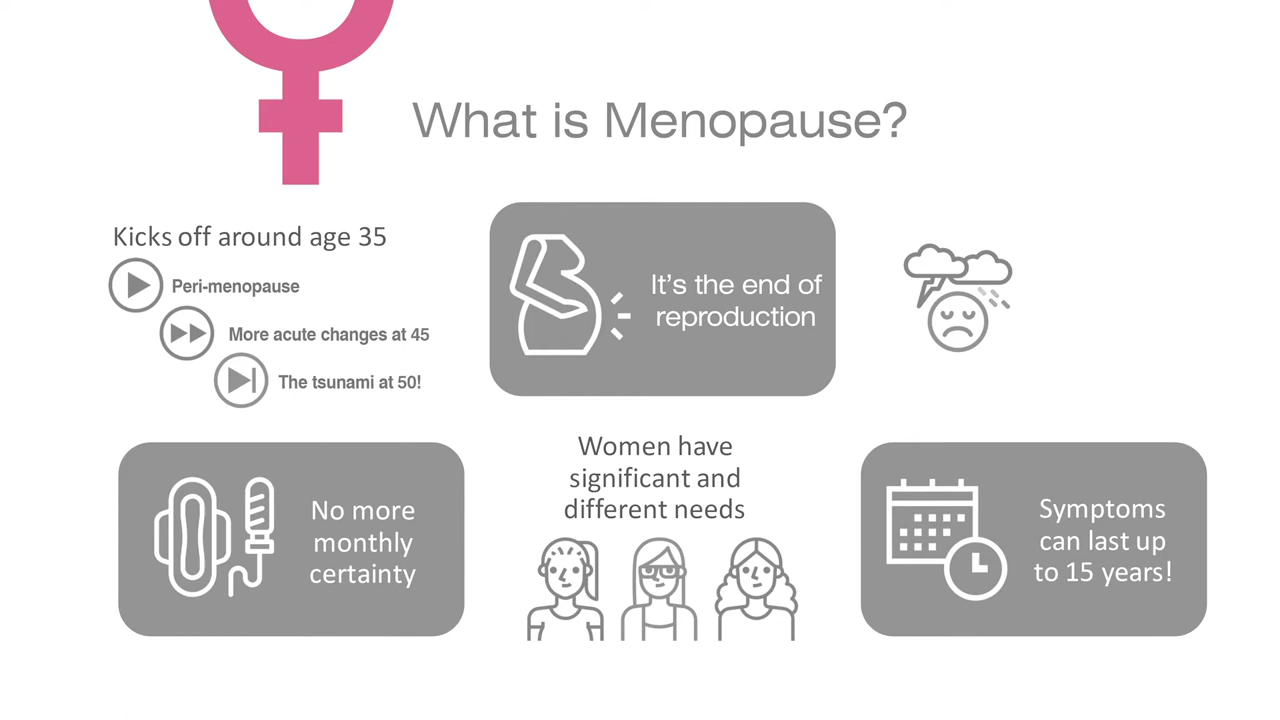 What is Menopause?
Kicks off around age 35
Peri-menopause
More acute changes at 45
The tsunami at 50!
It's the end of
reproduction
No more
monthly
certainty
Women have
significant and
different needs
Symptoms
can last up
to 15 years!